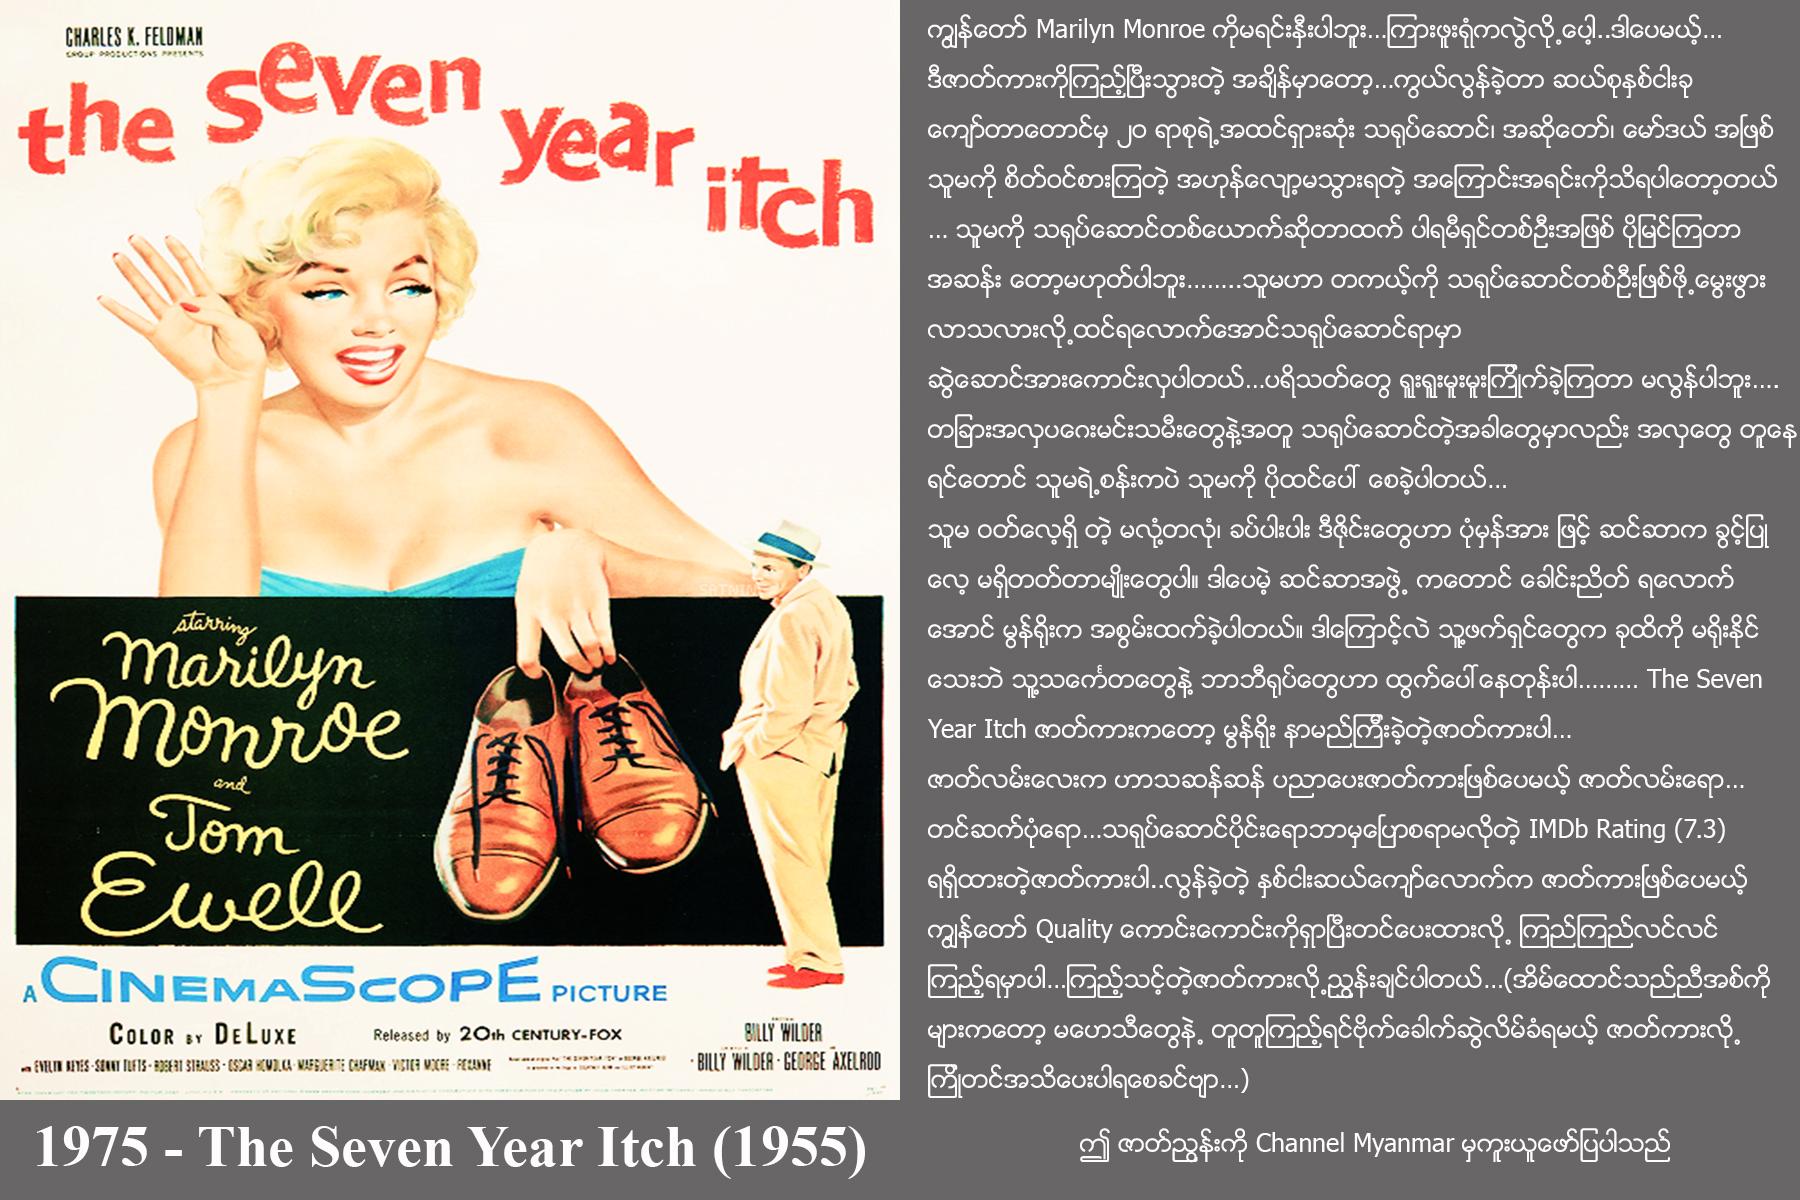 CHARLES K. FELDMAN
GROUP PRODUCTIONS PRESENTS
the seven
year itch
starring
Marilyn
Monroe
and
Tom
Ewell
A CINEMASCOPE PICTURE
COLOR BY DELUXE
Released by 20th CENTURY-FOX
BILLY WILDER
BILLY WILDER · GEORGE AXELROD
with EVELYN KEYES · SONNY TUFTS · ROBERT STRAUSS · OSCAR HOMOLKA · MARGUERITE CHAPMAN · VICTOR MOORE · ROXANNE
1975 - The Seven Year Itch (1955)
ကျွန်တော် Marilyn Monroe ကိုမရင်းနှီးပါဘူး...ကြားဖူးရုံကလွဲလို့ပေါ့..ဒါပေမယ့်...
ဒီဇာတ်ကားကိုကြည့်ပြီးသွားတဲ့ အချိန်မှာတော့...ကွယ်လွန်ခဲ့တာ ဆယ်စုနှစ်ငါးခု
ကျော်တာတောင်မှ ၂၀ ရာစုရဲ့အထင်ရှားဆုံး သရုပ်ဆောင်၊ အဆိုတော်၊ မော်ဒယ် အဖြစ်
သူမကို စိတ်ဝင်စားကြတဲ့ အဟုန်လျော့မသွားရတဲ့ အကြောင်းအရင်းကိုသိရပါတော့တယ်
... သူမကို သရုပ်ဆောင်တစ်ယောက်ဆိုတာထက် ပါရမီရှင်တစ်ဦးအဖြစ် ပိုမြင်ကြတာ
အဆန်း တော့မဟုတ်ပါဘူး........သူမဟာ တကယ့်ကို သရုပ်ဆောင်တစ်ဦးဖြစ်ဖို့မွေးဖွား
လာသလားလို့ထင်ရလောက်အောင်သရုပ်ဆောင်ရာမှာ
ဆွဲဆောင်အားကောင်းလှပါတယ်...ပရိသတ်တွေ ရူးရူးမူးမူးကြိုက်ခဲ့ကြတာ မလွန်ပါဘူး....
တခြားအလှပဂေးမင်းသမီးတွေနဲ့အတူ သရုပ်ဆောင်တဲ့အခါတွေမှာလည်း အလှတွေ တူနေ
ရင်တောင် သူမရဲ့စန်းကပဲ သူမကို ပိုထင်ပေါ် စေခဲ့ပါတယ်...
သူမ ဝတ်လေ့ရှိ တဲ့ မလုံ့တလုံ၊ ခပ်ပါးပါး ဒီဇိုင်းတွေဟာ ပုံမှန်အား ဖြင့် ဆင်ဆာက ခွင့်ပြု
လေ့ မရှိတတ်တာမျိုးတွေပါ။ ဒါပေမဲ့ ဆင်ဆာအဖွဲ့ ကတောင် ခေါင်းညိတ် ရလောက်
အောင် မွန်ရိုးက အစွမ်းထက်ခဲ့ပါတယ်။ ဒါကြောင့်လဲ သူ့ဖက်ရှင်တွေက ခုထိကို မရိုးနိုင်
သေးဘဲ သူ့သင်္ကေတတွေနဲ့ ဘာဘီရုပ်တွေဟာ ထွက်ပေါ်နေတုန်းပါ......... The Seven
Year Itch ဇာတ်ကားကတော့ မွန်ရိုး နာမည်ကြီးခဲ့တဲ့ဇာတ်ကားပါ...
ဇာတ်လမ်းလေးက ဟာသဆန်ဆန် ပညာပေးဇာတ်ကားဖြစ်ပေမယ့် ဇာတ်လမ်းရော...
တင်ဆက်ပုံရော...သရုပ်ဆောင်ပိုင်းရောဘာမှပြောစရာမလိုတဲ့ IMDb Rating (7.3)
ရရှိထားတဲ့ဇာတ်ကားပါ..လွန်ခဲ့တဲ့ နှစ်ငါးဆယ်ကျော်လောက်က ဇာတ်ကားဖြစ်ပေမယ့်
ကျွန်တော် Quality ကောင်းကောင်းကိုရှာပြီးတင်ပေးထားလို့ ကြည်ကြည်လင်လင်
ကြည့်ရမှာပါ...ကြည့်သင့်တဲ့ဇာတ်ကားလို့ညွှန်းချင်ပါတယ်...(အိမ်ထောင်သည်ညီအစ်ကို
များကတော့ မဟေသီတွေနဲ့ တူတူကြည့်ရင်ဗိုက်ခေါက်ဆွဲလိမ်ခံရမယ့် ဇာတ်ကားလို့
ကြိုတင်အသိပေးပါရစေခင်ဗျာ...)
ဤ ဇာတ်ညွှန်းကို Channel Myanmar မှကူးယူဖော်ပြပါသည်